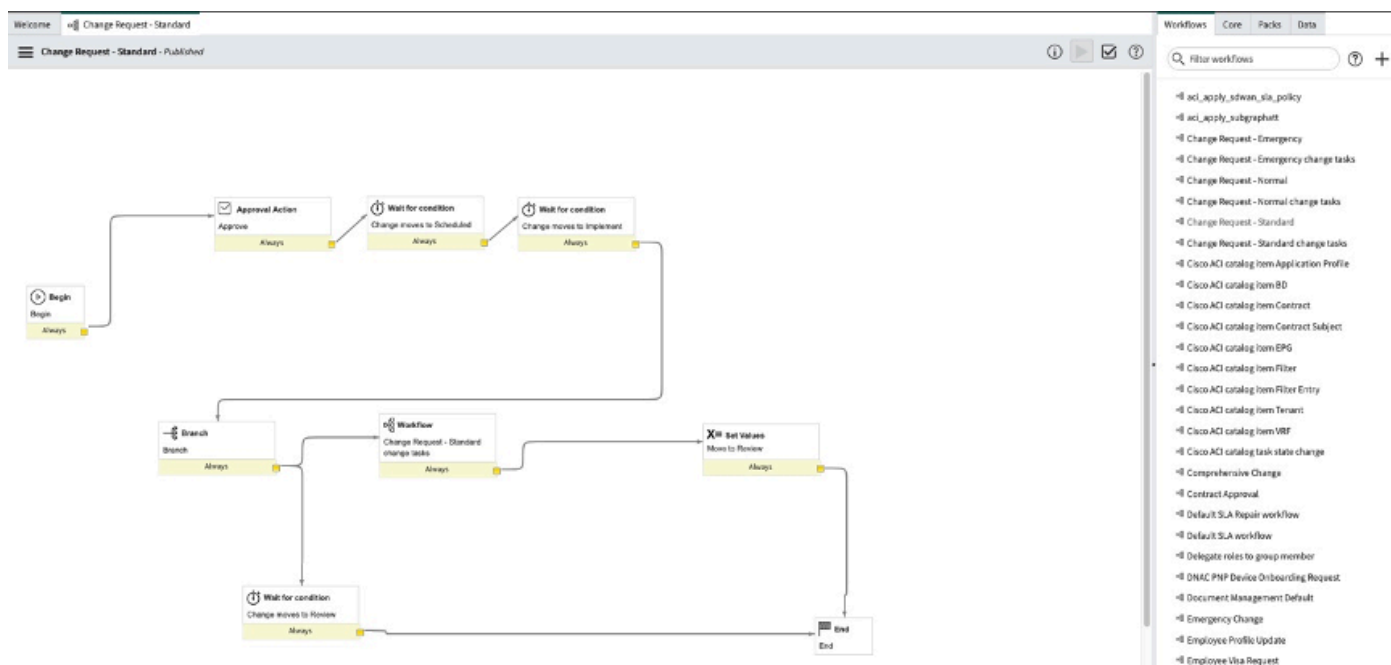 Welcome
Change Request - Standard
Workflows
Core
Packs
Data
Change Request - Standard - Published
Filter workflows
Approval Action
Approve
Always
Wait for condition
Change moves to Scheduled
Always
Wait for condition
Change moves to Implement
Always
Begin
Begin
Always
Branch
Branch
Always
Workflow
Change Request - Standard
change tasks
Always
X= Set Values
Move to Review
Always
Wait for condition
Change moves to Review
Always
End
End
aci_apply_sdwan_sla_policy
aci_apply_subgraphatt
Change Request - Emergency
Change Request - Emergency change tasks
Change Request - Normal
Change Request - Normal change tasks
Change Request - Standard
Change Request - Standard change tasks
Cisco ACI catalog item Application Profile
Cisco ACI catalog item BD
Cisco ACI catalog item Contract
Cisco ACI catalog item Contract Subject
Cisco ACI catalog item EPG
Cisco ACI catalog item Filter
Cisco ACI catalog item Filter Entry
Cisco ACI catalog item Tenant
Cisco ACI catalog item VRF
Cisco ACI catalog task state change
Comprehensive Change
Contract Approval
Default SLA Repair workflow
Default SLA workflow
Delegate roles to group member
DNAC PNP Device Onboarding Request
Document Management Default
Emergency Change
Employee Profile Update
Employee Visa Request